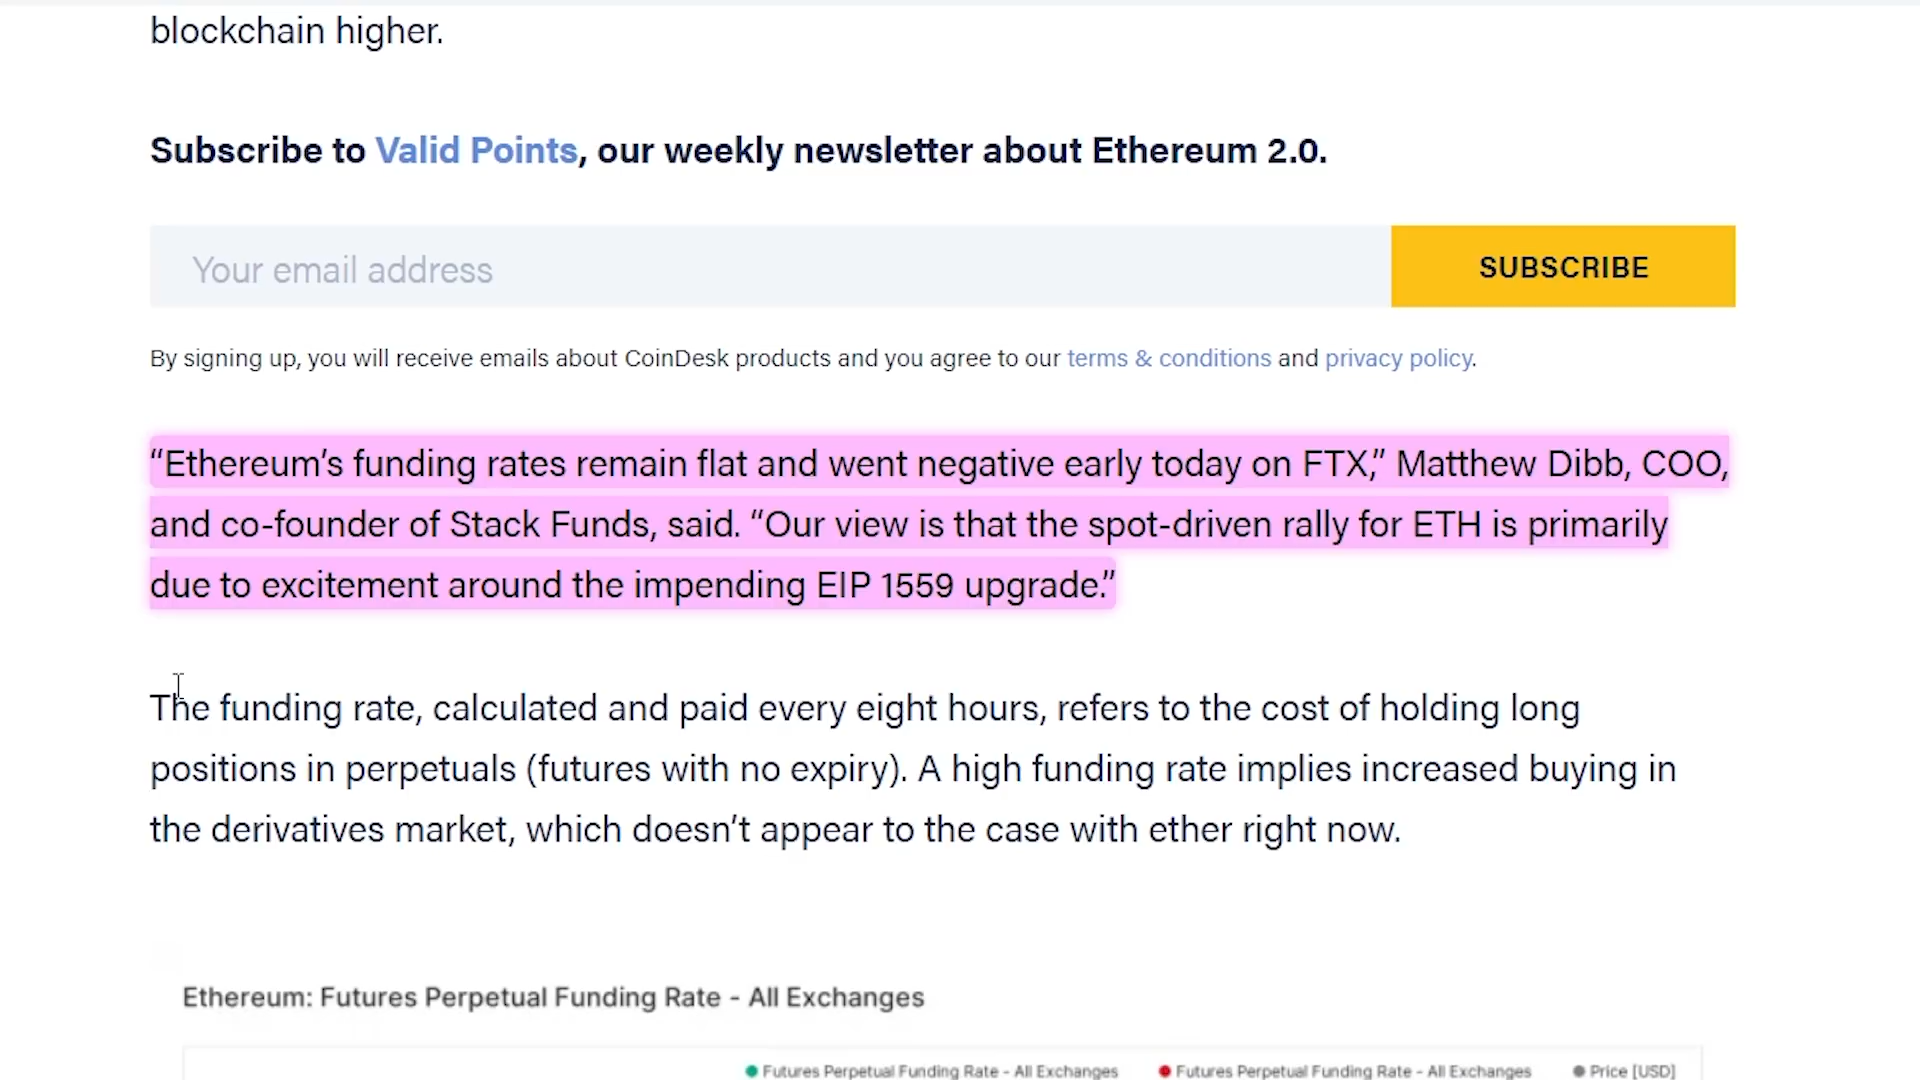 blockchain higher.
Subscribe to Valid Points, our weekly newsletter about Ethereum 2.0.
Your email address
SUBSCRIBE
By signing up, you will receive emails about CoinDesk products and you agree to our terms & conditions and privacy policy.
“Ethereum’s funding rates remain flat and went negative early today on FTX,” Matthew Dibb, COO,
and co-founder of Stack Funds, said. “Our view is that the spot-driven rally for ETH is primarily
due to excitement around the impending EIP 1559 upgrade.”
The funding rate, calculated and paid every eight hours, refers to the cost of holding long
positions in perpetuals (futures with no expiry). A high funding rate implies increased buying in
the derivatives market, which doesn’t appear to the case with ether right now.
Ethereum: Futures Perpetual Funding Rate - All Exchanges
Futures Perpetual Funding Rate - All Exchanges Futures Perpetual Funding Rate - All Exchanges Price [USD]